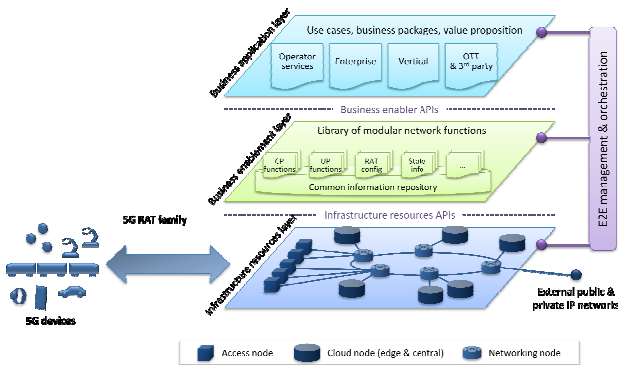 Business application layer
Use cases, business packages, value proposition
Operator
services
Enterprise
Vertical
OTT
& 3rd party
Business enabler APIs
Business enablement layer
Library of modular network functions
CP
functions
UP
functions
RAT
config
State
info
...
Common information repository
Infrastructure resources APIs
Infrastructure resources layer
E2E management & orchestration
5G RAT family
5G devices
External public &
private IP networks
Access node
Cloud node (edge & central)
Networking node